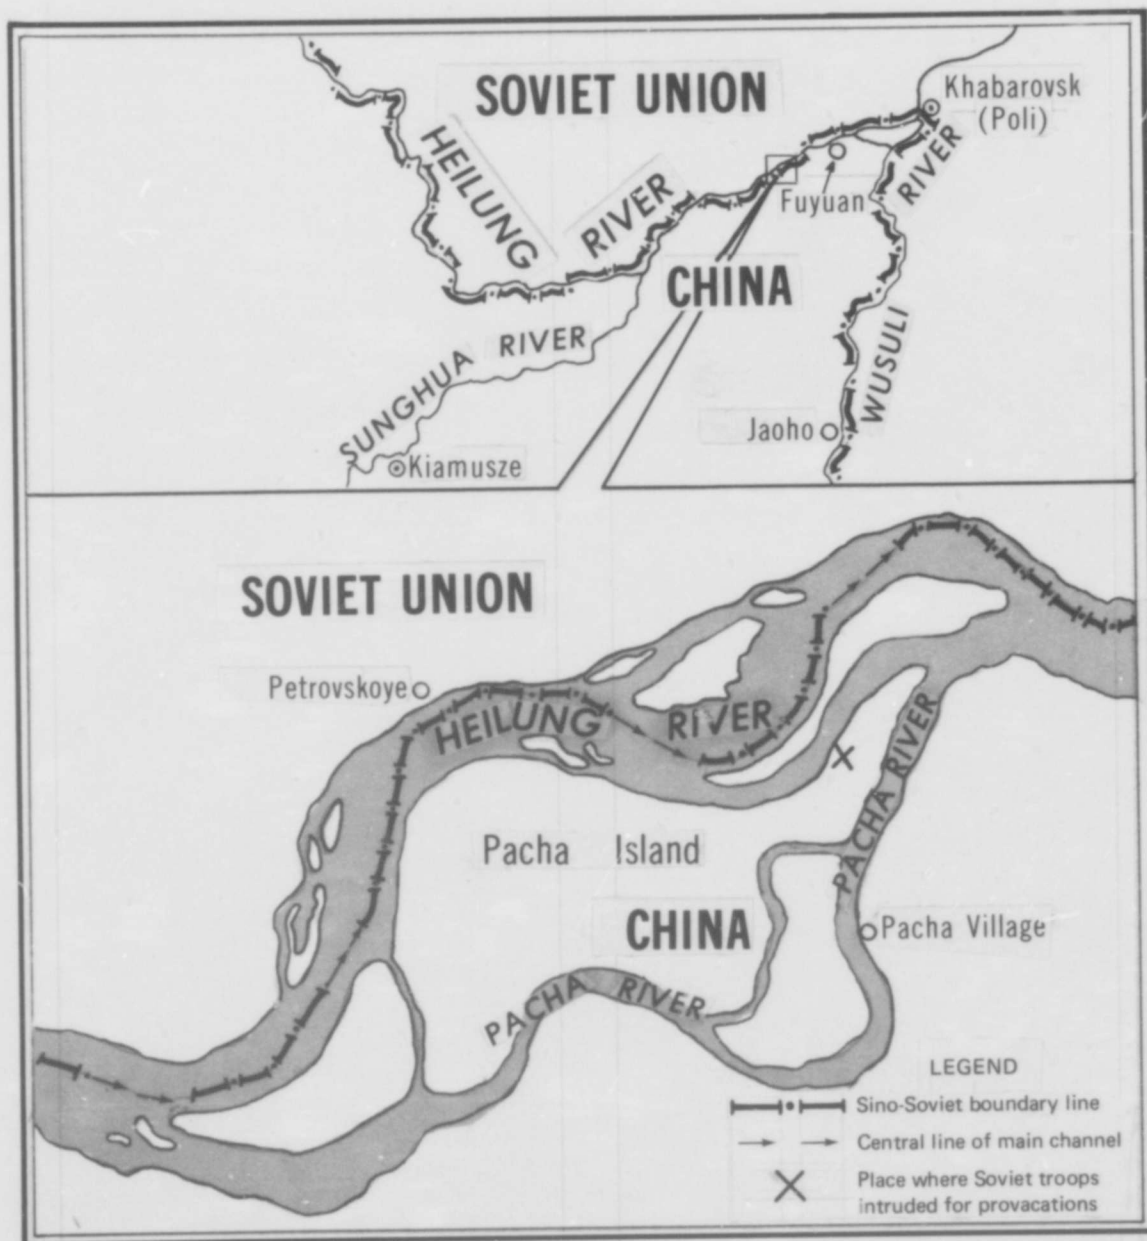 SOVIET UNION
Khabarovsk
(Poli)
HEILUNG RIVER
Fuyuan
WUSULI RIVER
CHINA
SUNGHUA RIVER
Jaoho
Kiamusze
SOVIET UNION
Petrovskoye
HEILUNG RIVER
PACHA RIVER
Pacha Island
CHINA
Pacha Village
PACHA RIVER
LEGEND
Sino-Soviet boundary line
Central line of main channel
Place where Soviet troops
intruded for provacations